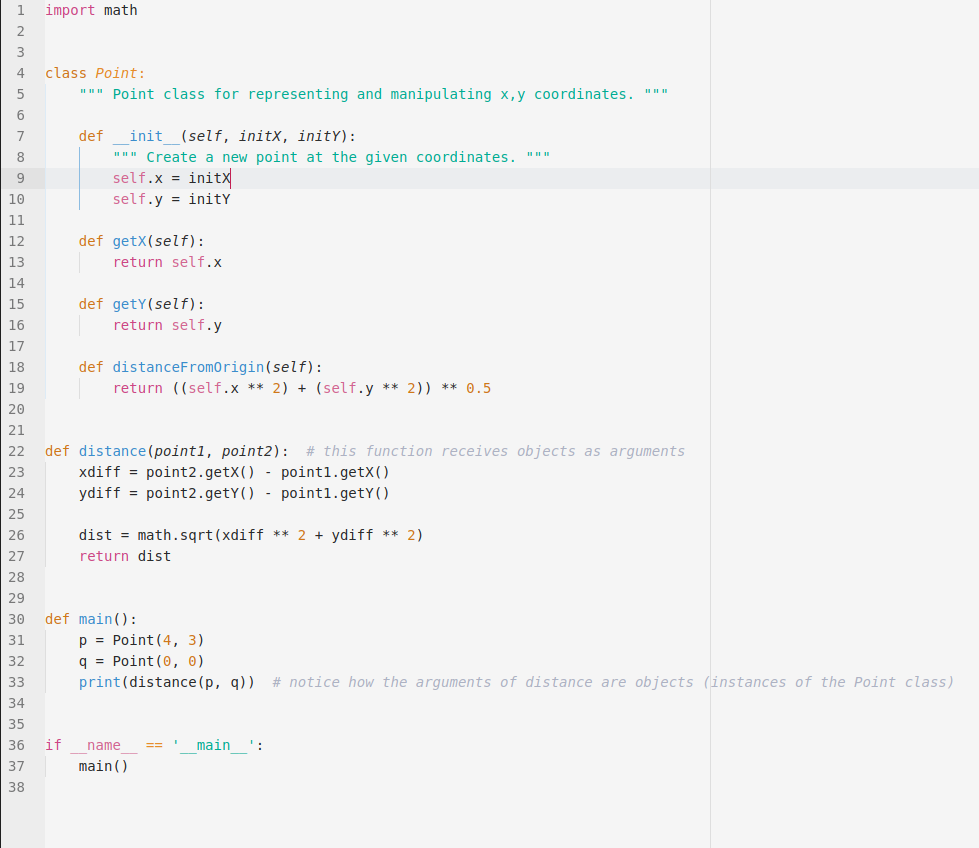 1 import math
2
3
4 class Point:
5     """ Point class for representing and manipulating x,y coordinates. """
6
7     def __init__(self, initX, initY):
8         """ Create a new point at the given coordinates. """
9         self.x = initX
10         self.y = initY
11
12     def getX(self):
13         return self.x
14
15     def getY(self):
16         return self.y
17
18     def distanceFromOrigin(self):
19         return ((self.x ** 2) + (self.y ** 2)) ** 0.5
20
21
22 def distance(point1, point2):  # this function receives objects as arguments
23     xdiff = point2.getX() - point1.getX()
24     ydiff = point2.getY() - point1.getY()
25
26     dist = math.sqrt(xdiff ** 2 + ydiff ** 2)
27     return dist
28
29
30 def main():
31     p = Point(4, 3)
32     q = Point(0, 0)
33     print(distance(p, q))  # notice how the arguments of distance are objects (instances of the Point class)
34
35
36 if __name__ == '__main__':
37     main()
38